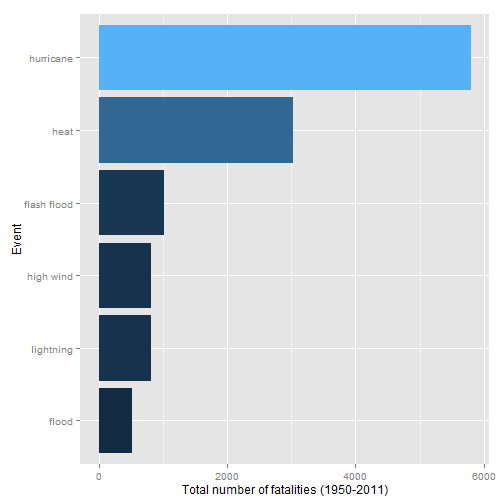 hurricane
heat
flash flood
high wind
lightning
flood
Event
0 2000 4000 6000
Total number of fatalities (1950-2011)